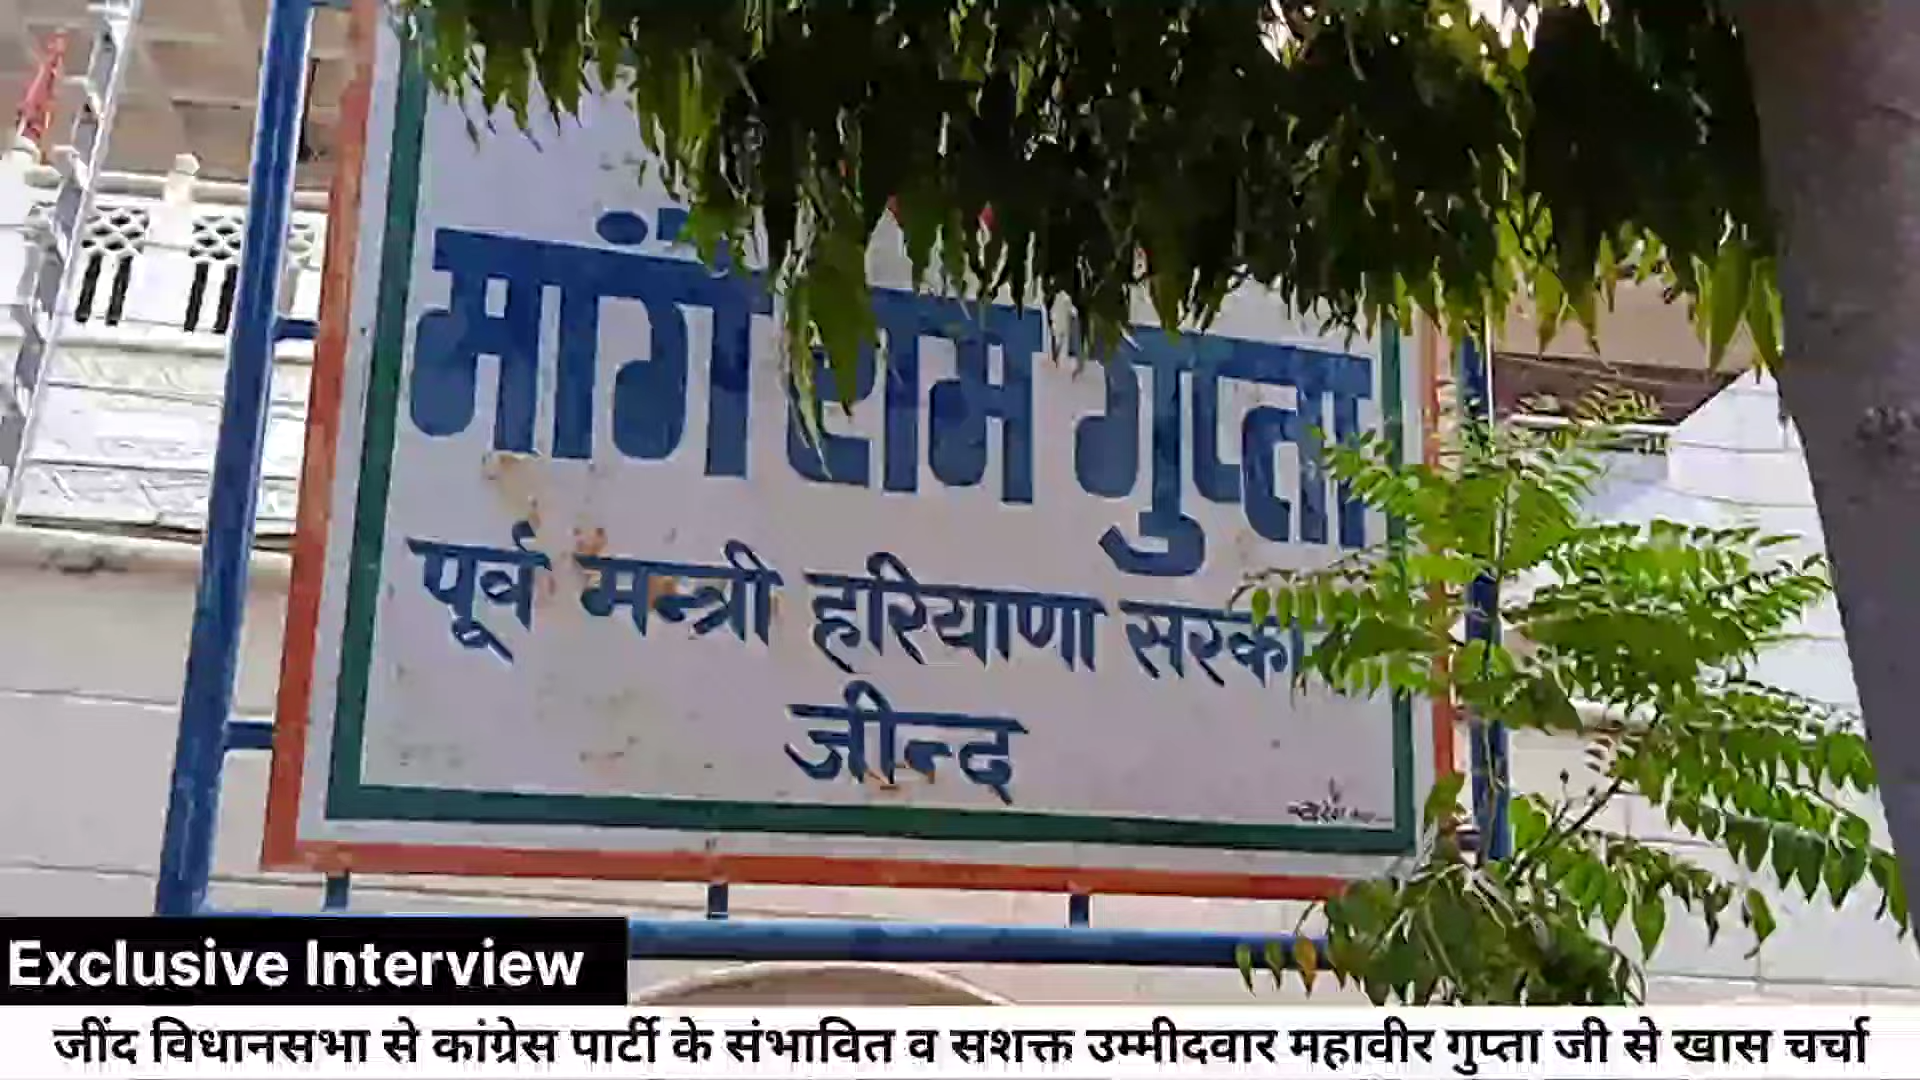 मांगे राम गुप्ता
पूर्व मन्त्री हरियाणा सरकार
जीन्द
Exclusive Interview
जींद विधानसभा से कांग्रेस पार्टी के संभावित व सशक्त उम्मीदवार महावीर गुप्ता जी से खास चर्चा